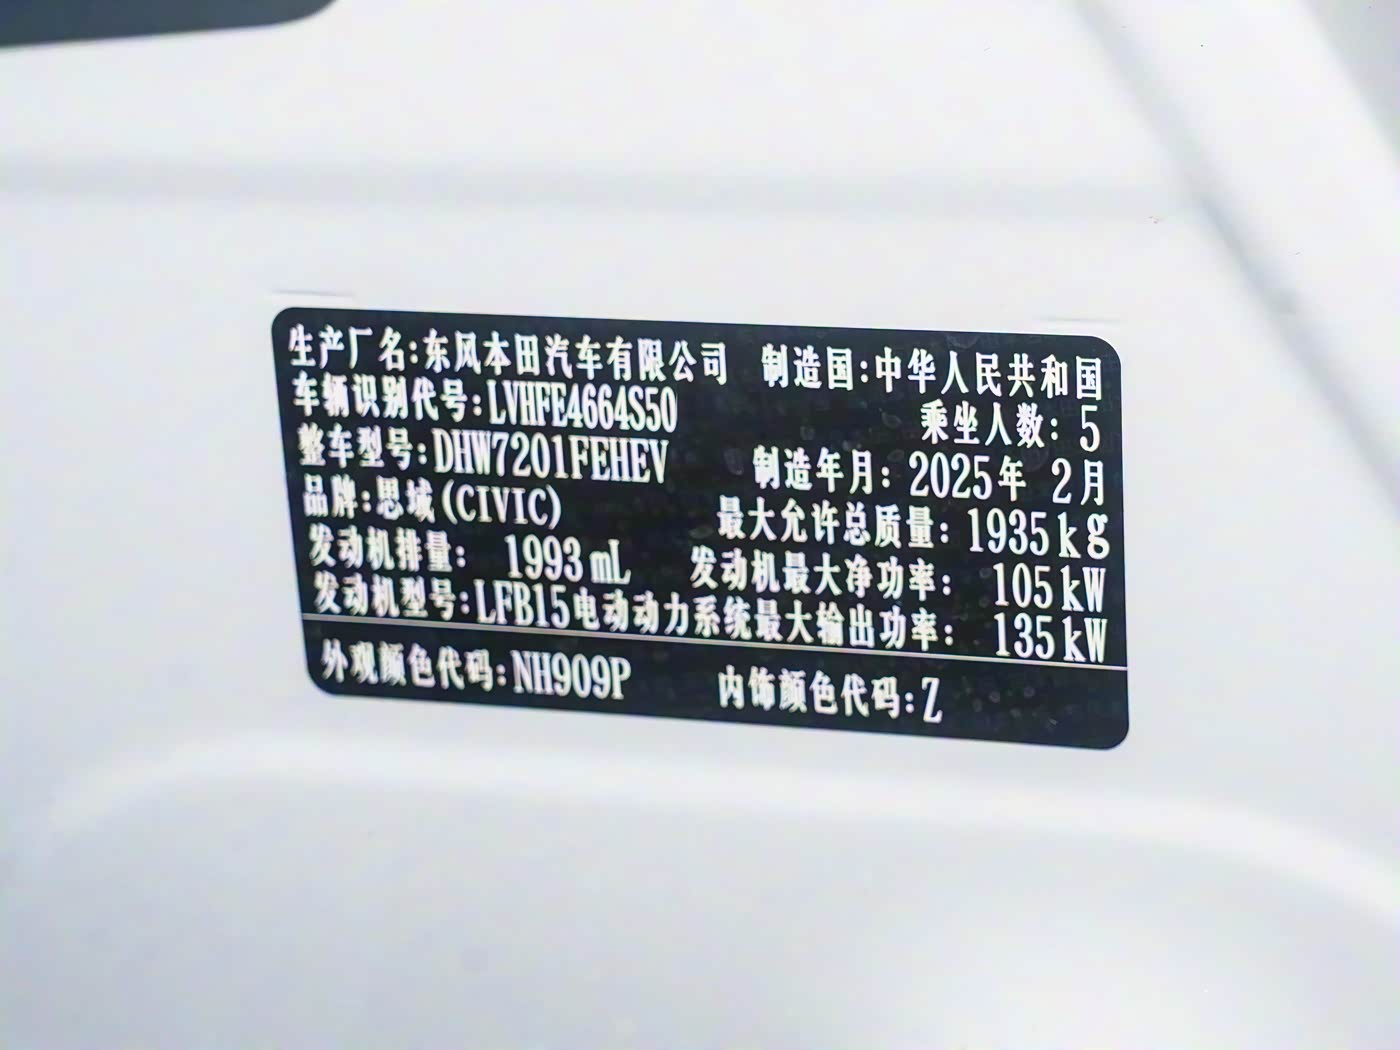 生产厂名:东风本田汽车有限公司 制造国:中华人民共和国
车辆识别代号:LVHFE4664S50 乘坐人数: 5
整车型号:DHW7201FEHEV 制造年月: 2025年 2月
品牌:思域(CIVIC) 最大允许总质量: 1935kg
发动机排量: 1993mL 发动机最大净功率: 105kW
发动机型号:LFB15电动动力系统最大输出功率: 135kW
外观颜色代码:NH909P 内饰颜色代码:Z